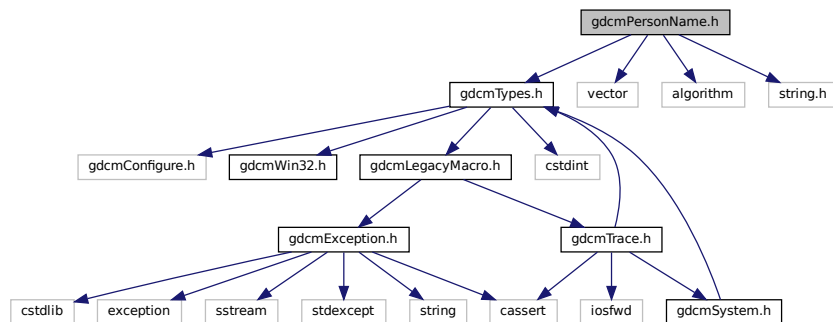 gdcmPersonName.h
gdcmTypes.h
vector
algorithm
string.h
gdcmConfigure.h
gdcmWin32.h
gdcmLegacyMacro.h
cstdint
gdcmException.h
gdcmTrace.h
cstdlib
exception
sstream
stdexcept
string
cassert
iosfwd
gdcmSystem.h